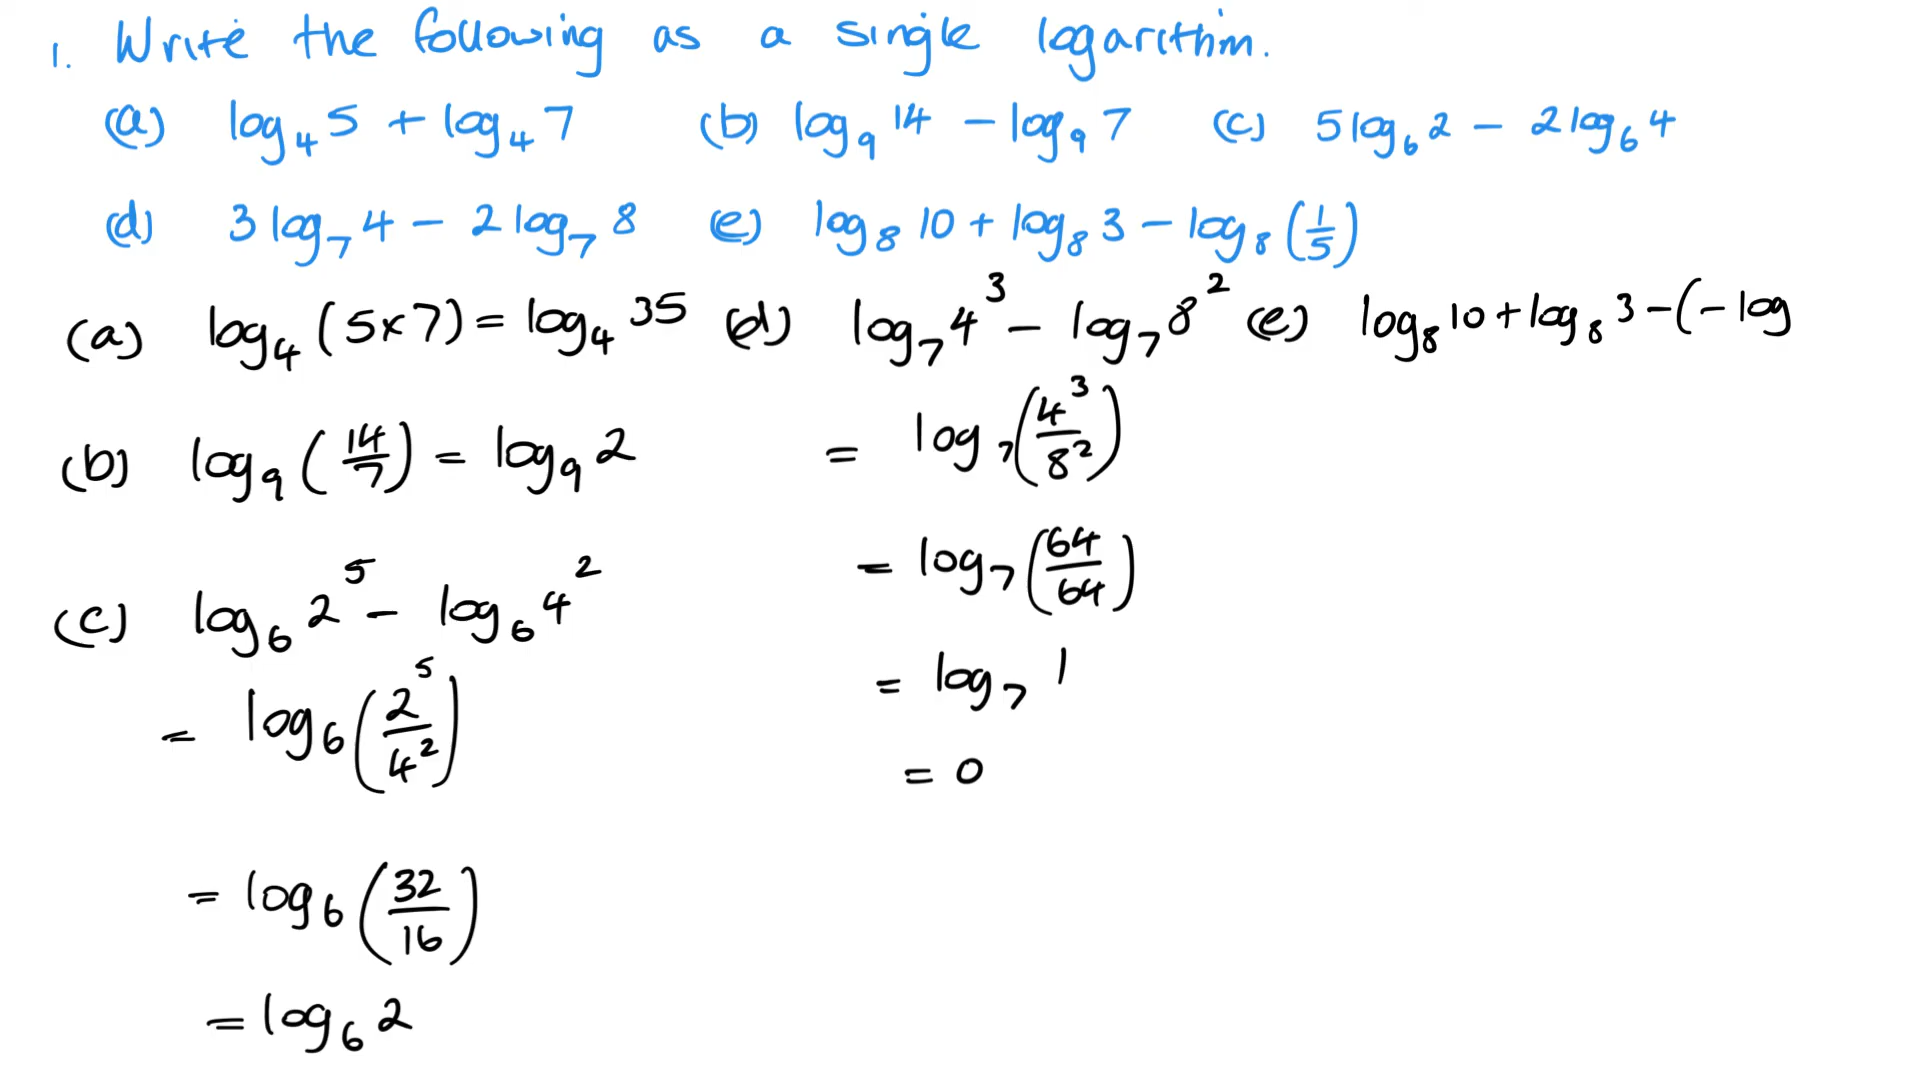 1. Write the following as a single logarithm.
(a) log₄5 + log₄7 (b) log₉14 − log₉7 (c) 5log₆2 − 2log₆4
(d) 3log₇4 − 2log₇8 (e) log₈10 + log₈3 − log₈(1/5)
(a) log₄(5×7) = log₄35
(b) log₉(14/7) = log₉2
(c) log₆2⁵ − log₆4²
= log₆(2⁵/4²)
= log₆(32/16)
= log₆2
(d) log₇4³ − log₇8²
= log₇(4³/8²)
= log₇(64/64)
= log₇1
= 0
(e) log₈10 + log₈3 − (− log